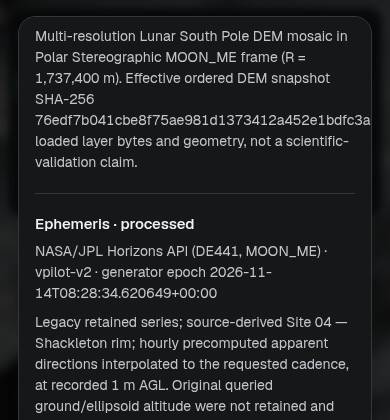 Multi-resolution Lunar South Pole DEM mosaic in
Polar Stereographic MOON_ME frame (R =
1,737,400 m). Effective ordered DEM snapshot
SHA-256
76edf7b041cbe8f75ae981d1373412a452e1bdfc3a
loaded layer bytes and geometry, not a scientific-
validation claim.
Ephemeris · processed
NASA/JPL Horizons API (DE441, MOON_ME) ·
vpilot-v2 · generator epoch 2026-11-
14T08:28:34.620649+00:00
Legacy retained series; source-derived Site 04 —
Shackleton rim; hourly precomputed apparent
directions interpolated to the requested cadence,
at recorded 1 m AGL. Original queried
ground/ellipsoid altitude were not retained and